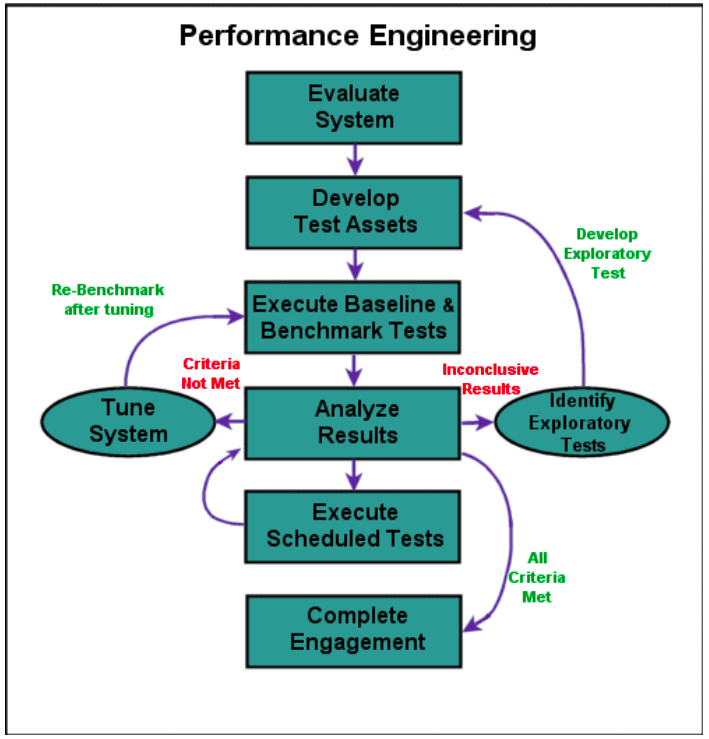 Performance Engineering
Evaluate
System
Develop
Test Assets
Develop
Exploratory
Test
Re-Benchmark
after tuning
Execute Baseline &
Benchmark Tests
Criteria
Not Met
Inconclusive
Results
Tune
System
Analyze
Results
Identify
Exploratory
Tests
Execute
Scheduled Tests
All
Criteria
Met
Complete
Engagement